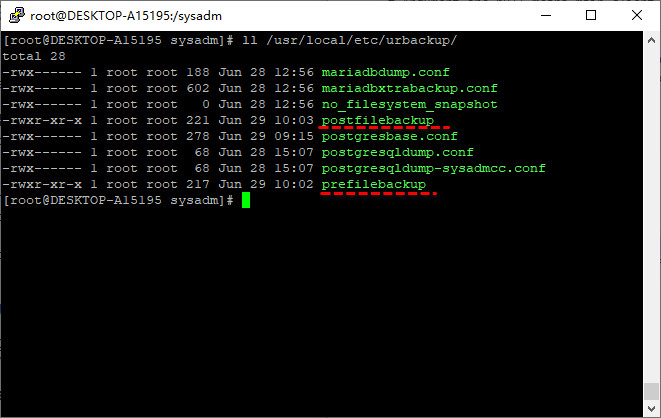 root@DESKTOP-A15195:/sysadm
[root@DESKTOP-A15195 sysadm]# ll /usr/local/etc/urbackup/
total 28
-rwx------ 1 root root 188 Jun 28 12:56 mariadbdump.conf
-rwx------ 1 root root 602 Jun 28 12:56 mariadbxtrabackup.conf
-rwx------ 1 root root   0 Jun 28 12:56 no_filesystem_snapshot
-rwxr-xr-x 1 root root 221 Jun 29 10:03 postfilebackup
-rwx------ 1 root root 278 Jun 29 09:15 postgresbase.conf
-rwx------ 1 root root  68 Jun 28 15:07 postgresqldump.conf
-rwx------ 1 root root  68 Jun 28 15:07 postgresqldump-sysadmcc.conf
-rwxr-xr-x 1 root root 217 Jun 29 10:02 prefilebackup
[root@DESKTOP-A15195 sysadm]#